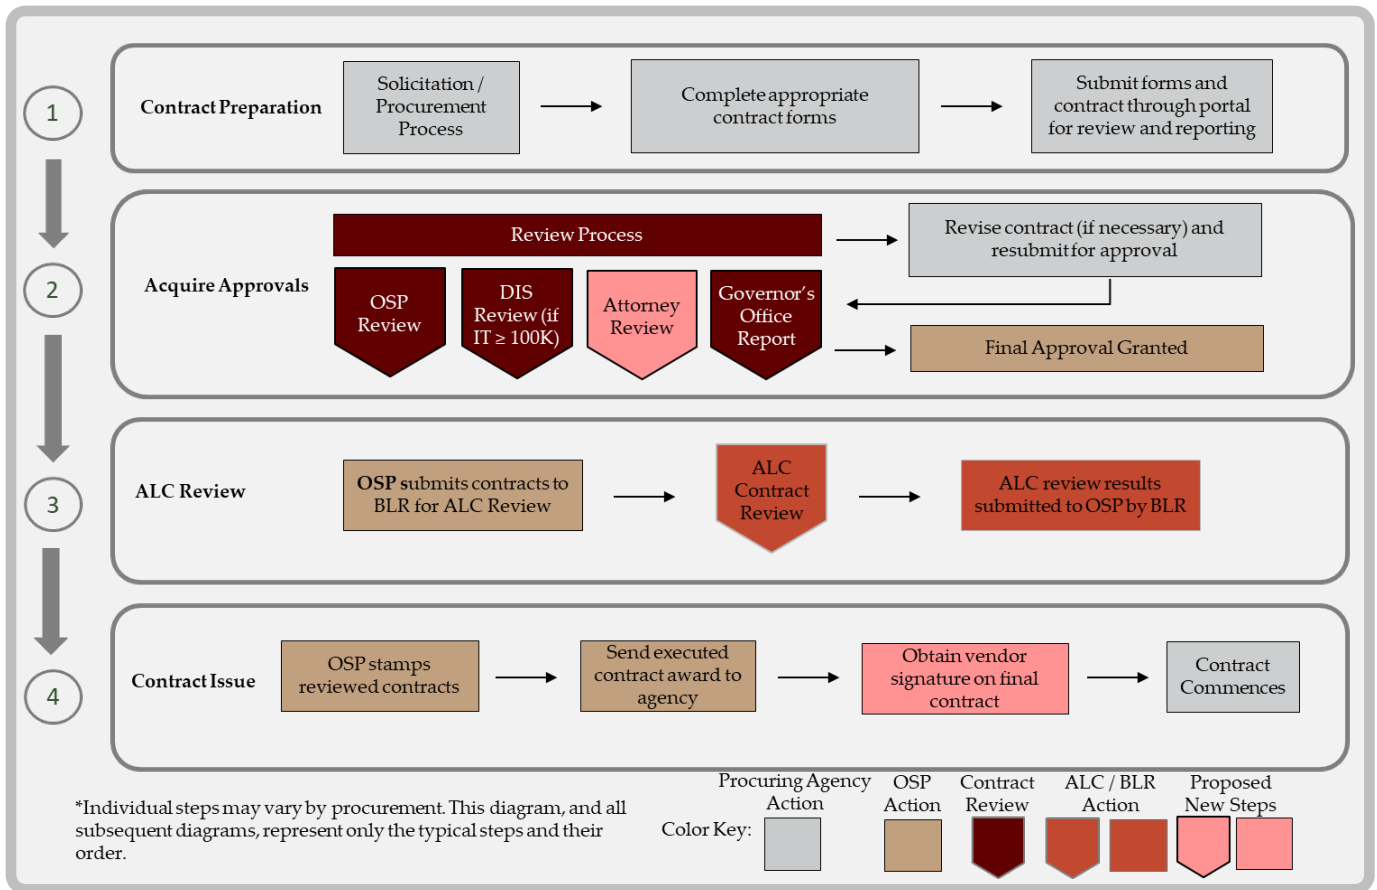 1
Contract Preparation
Solicitation /
Procurement
Process
Complete appropriate
contract forms
Submit forms and
contract through portal
for review and reporting
2
Acquire Approvals
Review Process
OSP
Review
DIS
Review (if
IT ≥ 100K)
Attorney
Review
Governor's
Office
Report
Revise contract (if necessary) and
resubmit for approval
Final Approval Granted
3
ALC Review
OSP submits contracts to
BLR for ALC Review
ALC
Contract
Review
ALC review results
submitted to OSP by BLR
4
Contract Issue
OSP stamps
reviewed contracts
Send executed
contract award to
agency
Obtain vendor
signature on final
contract
Contract
Commences
*Individual steps may vary by procurement. This diagram, and all
subsequent diagrams, represent only the typical steps and their
order.
Color Key:
Procuring Agency
Action
OSP
Action
Contract
Review
ALC / BLR
Action
Proposed
New Steps